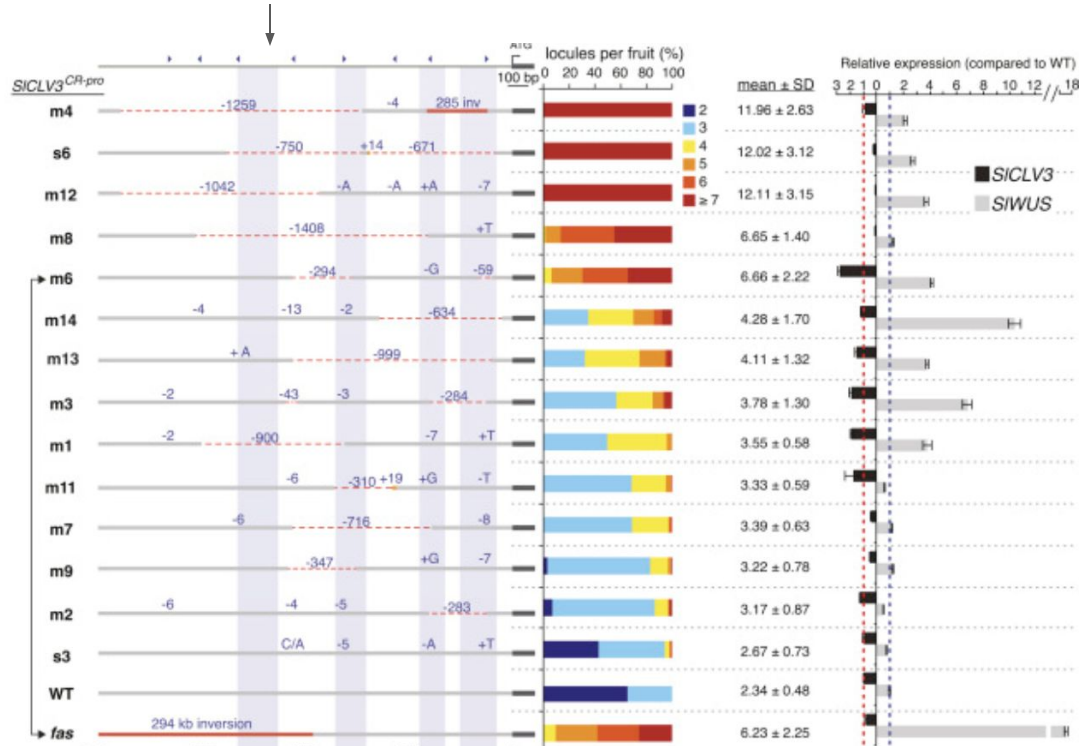 ATG
100 bp
SlCLV3CR-pro
locules per fruit (%)
0 20 40 60 80 100
mean ± SD
Relative expression (compared to WT)
3 2 1 0 2 4 6 8 10 12 // 18
2
3
4
5
6
≥ 7
SlCLV3
SlWUS
m4 -1259 -4 285 inv 11.96 ± 2.63
s6 -750 +14 -671 12.02 ± 3.12
m12 -1042 -A -A +A -7 12.11 ± 3.15
m8 -1408 +T 6.65 ± 1.40
m6 -294 -G -59 6.66 ± 2.22
m14 -4 -13 -2 -634 4.28 ± 1.70
m13 + A -999 4.11 ± 1.32
m3 -2 -43 -3 -284 3.78 ± 1.30
m1 -2 -900 -7 +T 3.55 ± 0.58
m11 -6 -310 +19 +G -T 3.33 ± 0.59
m7 -6 -716 -8 3.39 ± 0.63
m9 -347 +G -7 3.22 ± 0.78
m2 -6 -4 -5 -283 3.17 ± 0.87
s3 C/A -5 -A +T 2.67 ± 0.73
WT 2.34 ± 0.48
fas 294 kb inversion 6.23 ± 2.25